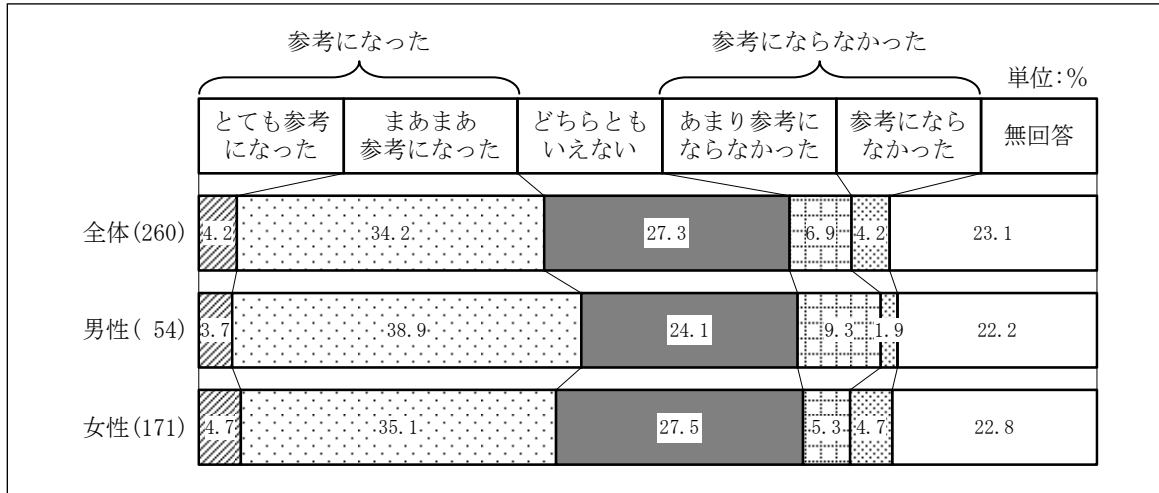 参考になった
参考にならなかった
単位:%
とても参考
になった
まあまあ
参考になった
どちらとも
いえない
あまり参考に
ならなかった
参考になら
なかった
無回答
全体(260) 4.2 34.2 27.3 6.9 4.2 23.1
男性( 54) 3.7 38.9 24.1 9.3 1.9 22.2
女性(171) 4.7 35.1 27.5 5.3 4.7 22.8